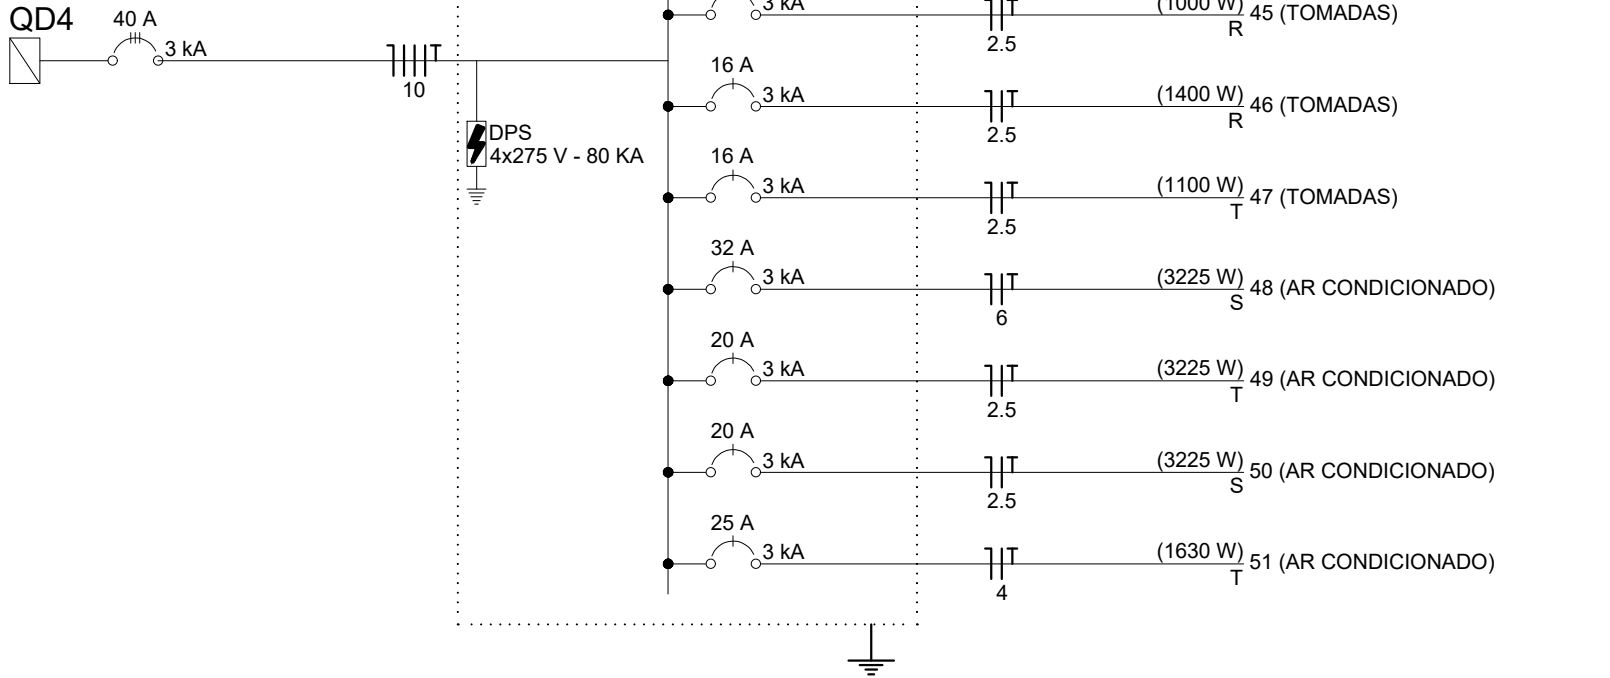 QD4
40 A
3 kA
10
DPS
4x275 V - 80 KA
3 kA
2.5
(1000 W)
R
45 (TOMADAS)
16 A
3 kA
2.5
(1400 W)
R
46 (TOMADAS)
16 A
3 kA
2.5
(1100 W)
T
47 (TOMADAS)
32 A
3 kA
6
(3225 W)
S
48 (AR CONDICIONADO)
20 A
3 kA
2.5
(3225 W)
T
49 (AR CONDICIONADO)
20 A
3 kA
2.5
(3225 W)
S
50 (AR CONDICIONADO)
25 A
3 kA
4
(1630 W)
T
51 (AR CONDICIONADO)